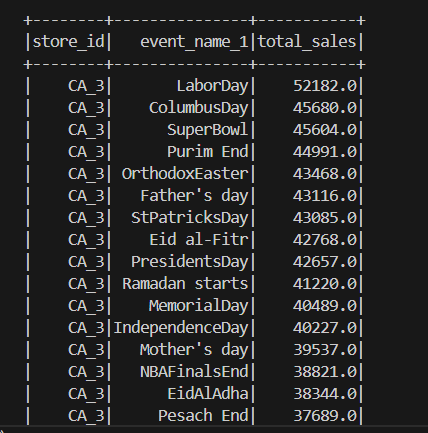 +--------+---------------+-----------+
|store_id|   event_name_1|total_sales|
+--------+---------------+-----------+
|    CA_3|       LaborDay|    52182.0|
|    CA_3|    ColumbusDay|    45680.0|
|    CA_3|      SuperBowl|    45604.0|
|    CA_3|      Purim End|    44991.0|
|    CA_3| OrthodoxEaster|    43468.0|
|    CA_3|   Father's day|    43116.0|
|    CA_3|  StPatricksDay|    43085.0|
|    CA_3|    Eid al-Fitr|    42768.0|
|    CA_3|  PresidentsDay|    42657.0|
|    CA_3| Ramadan starts|    41220.0|
|    CA_3|    MemorialDay|    40489.0|
|    CA_3|IndependenceDay|    40227.0|
|    CA_3|   Mother's day|    39537.0|
|    CA_3|   NBAFinalsEnd|    38821.0|
|    CA_3|      EidAlAdha|    38344.0|
|    CA_3|     Pesach End|    37689.0|